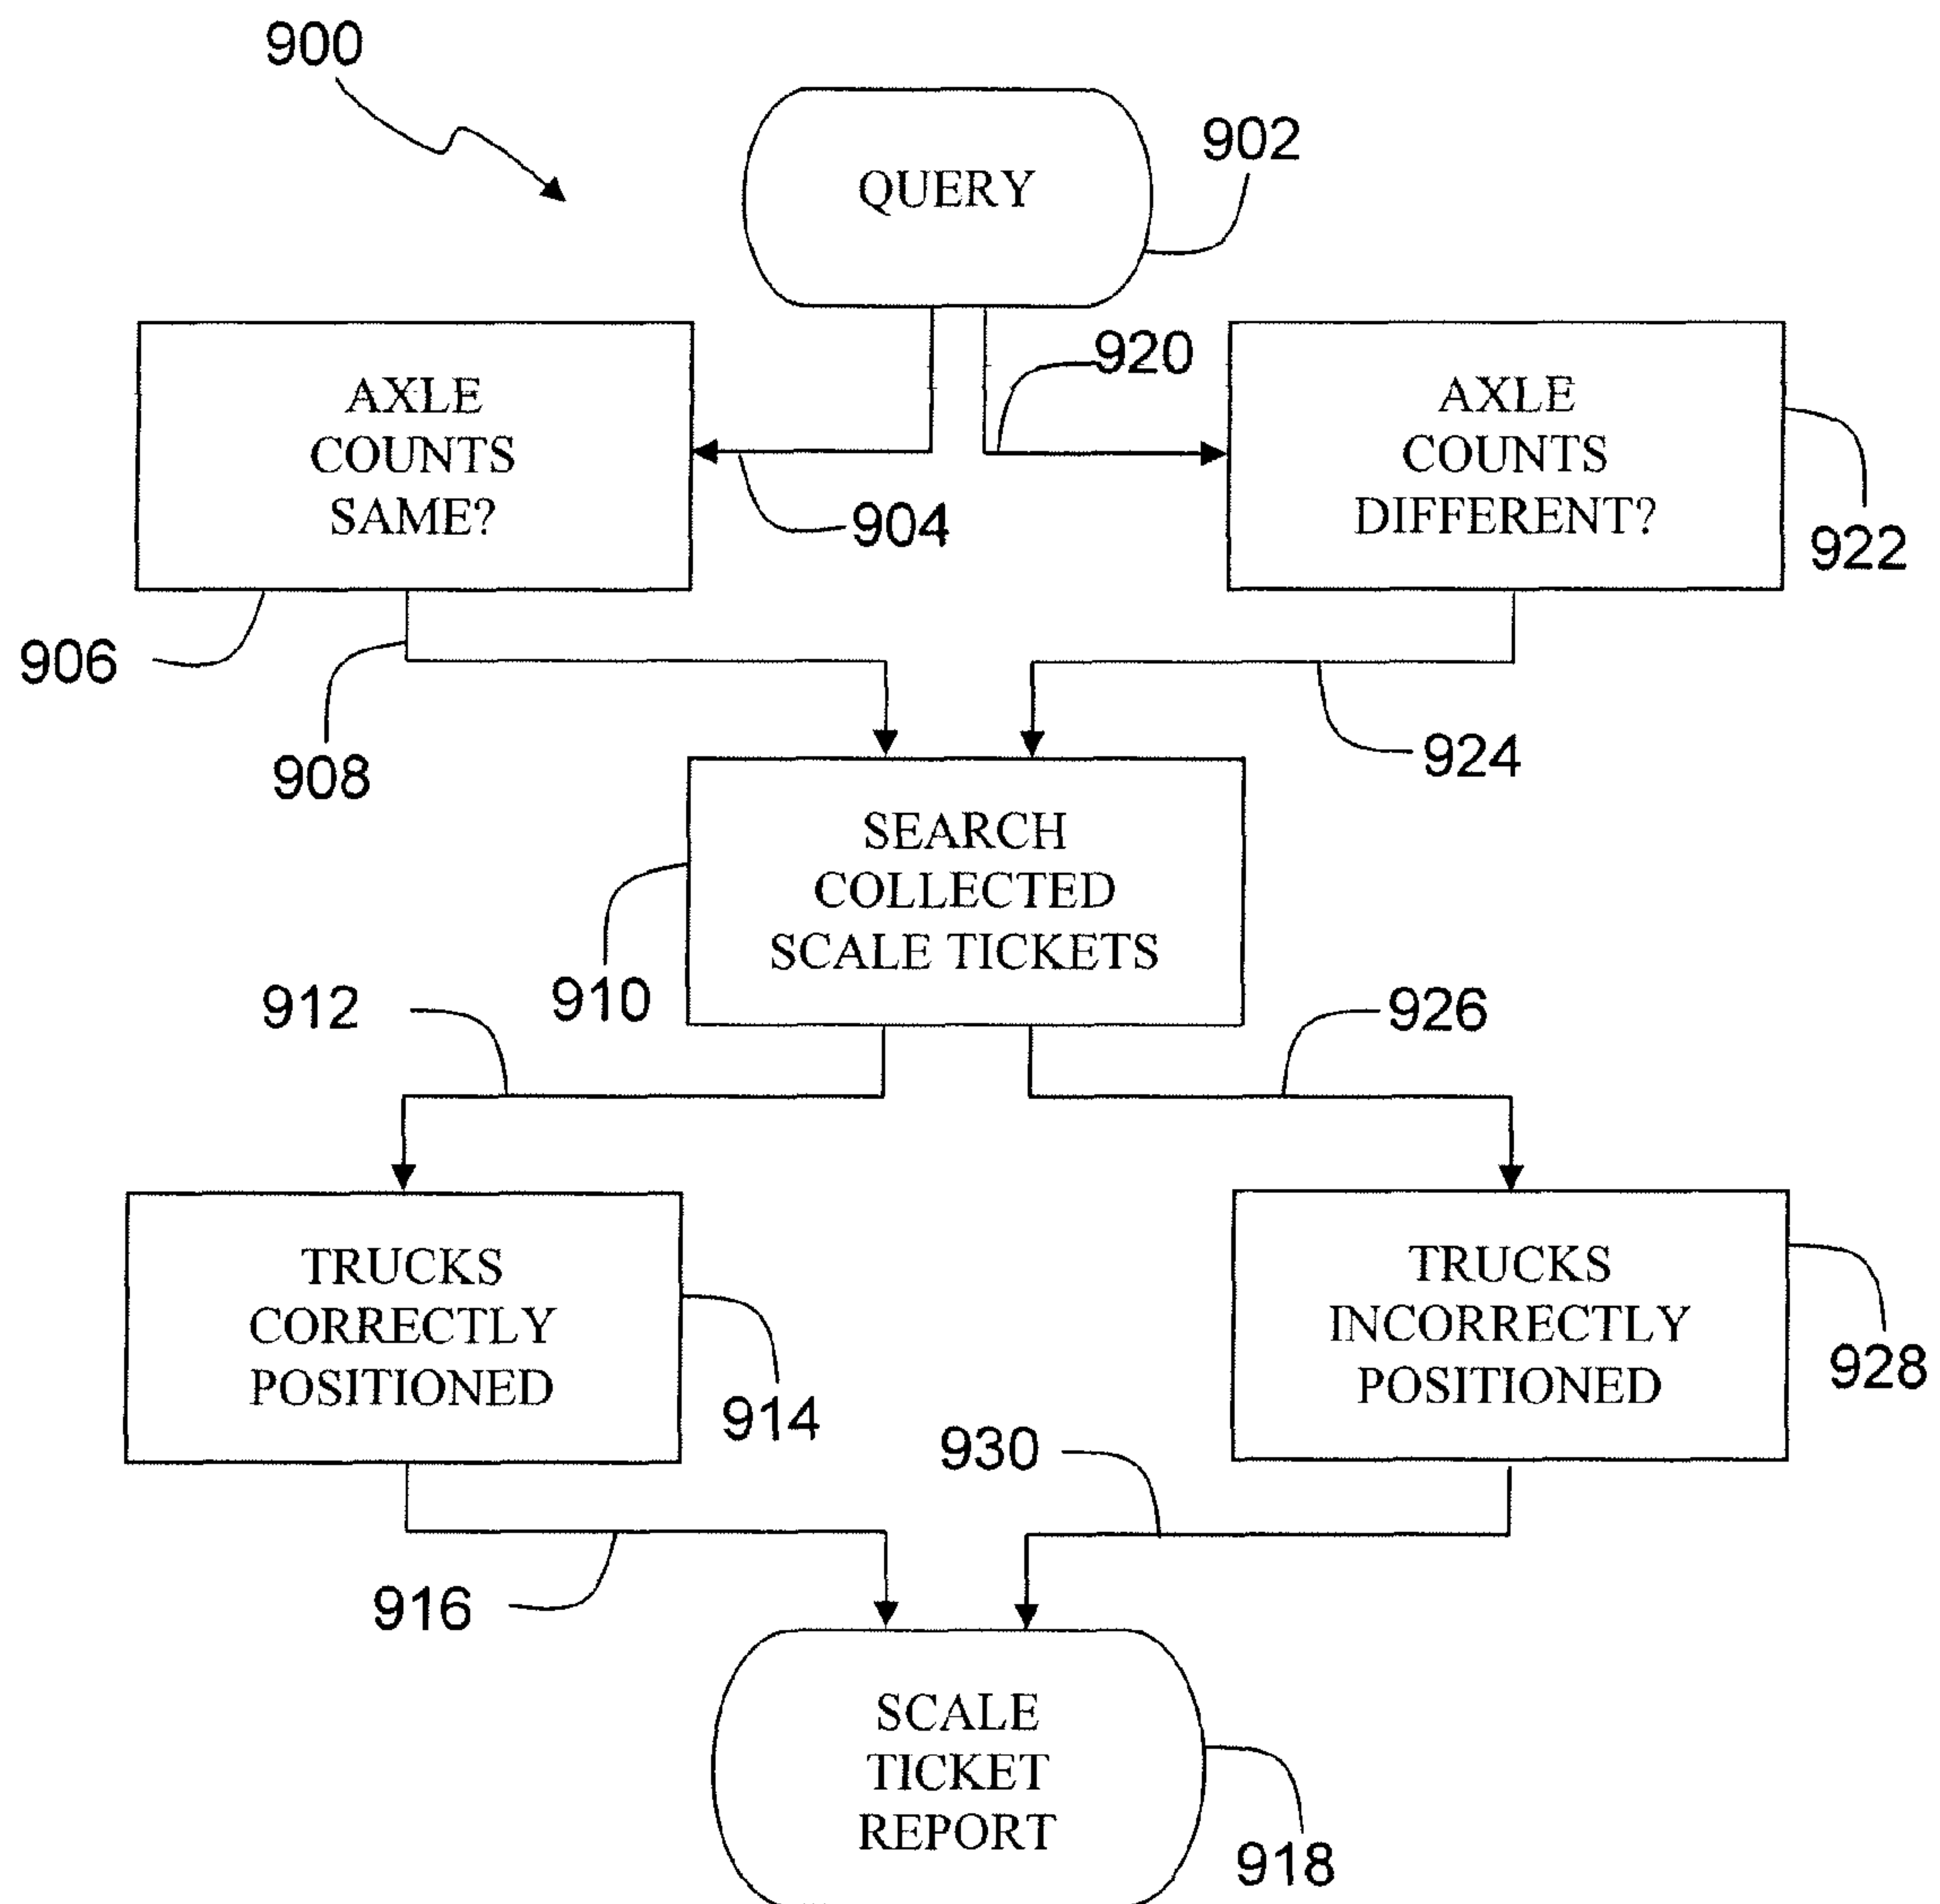 900
QUERY
902
AXLE
COUNTS
SAME?
920
904
AXLE
COUNTS
DIFFERENT?
922
906
908
924
SEARCH
COLLECTED
SCALE TICKETS
910
912
926
TRUCKS
CORRECTLY
POSITIONED
914
TRUCKS
INCORRECTLY
POSITIONED
928
930
916
SCALE
TICKET
REPORT
918